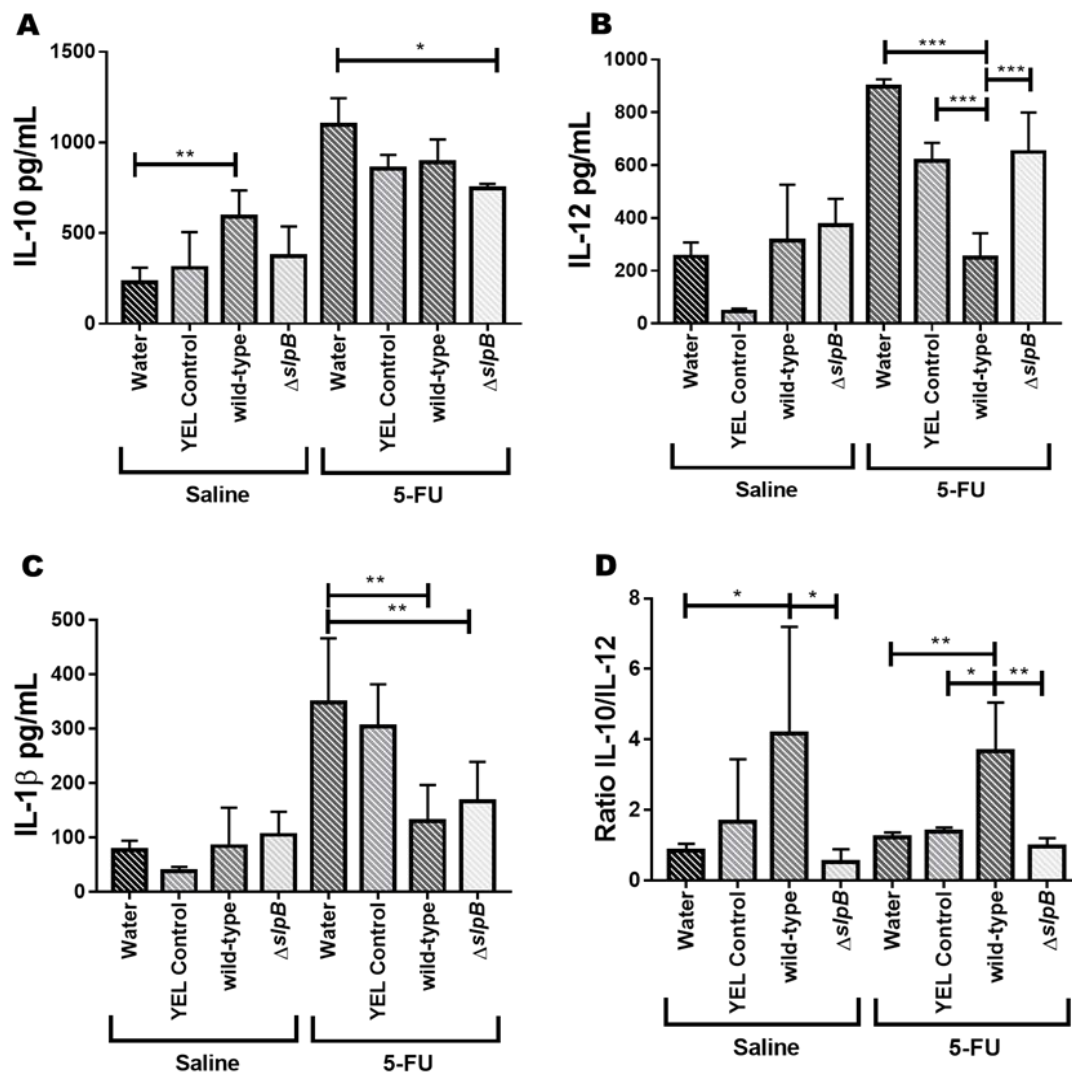 A
IL-10 pg/mL
1500
1000
500
0
*
**
Water
YEL Control
wild-type
ΔslpB
Water
YEL Control
wild-type
ΔslpB
Saline
5-FU
B
IL-12 pg/mL
1000
800
600
400
200
0
***
***
***
Water
YEL Control
wild-type
ΔslpB
Water
YEL Control
wild-type
ΔslpB
Saline
5-FU
C
IL-1β pg/mL
500
400
300
200
100
0
**
**
Water
YEL Control
wild-type
ΔslpB
Water
YEL Control
wild-type
ΔslpB
Saline
5-FU
D
Ratio IL-10/IL-12
8
6
4
2
0
*
*
**
*
**
Water
YEL Control
wild-type
ΔslpB
Water
YEL Control
wild-type
ΔslpB
Saline
5-FU